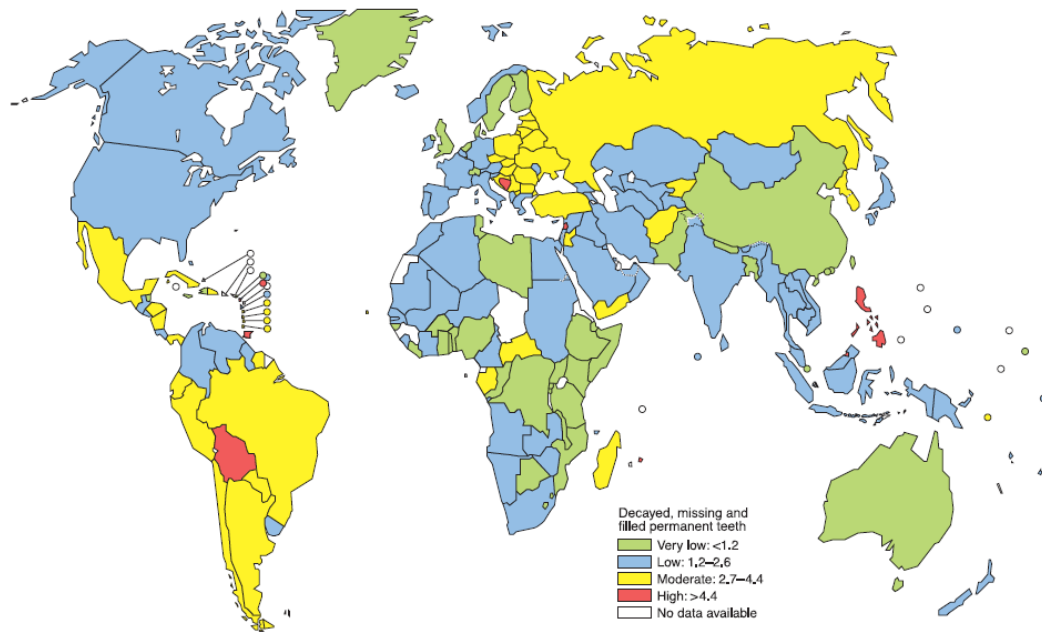 Decayed, missing and
filled permanent teeth
Very low: <1.2
Low: 1.2–2.6
Moderate: 2.7–4.4
High: >4.4
No data available